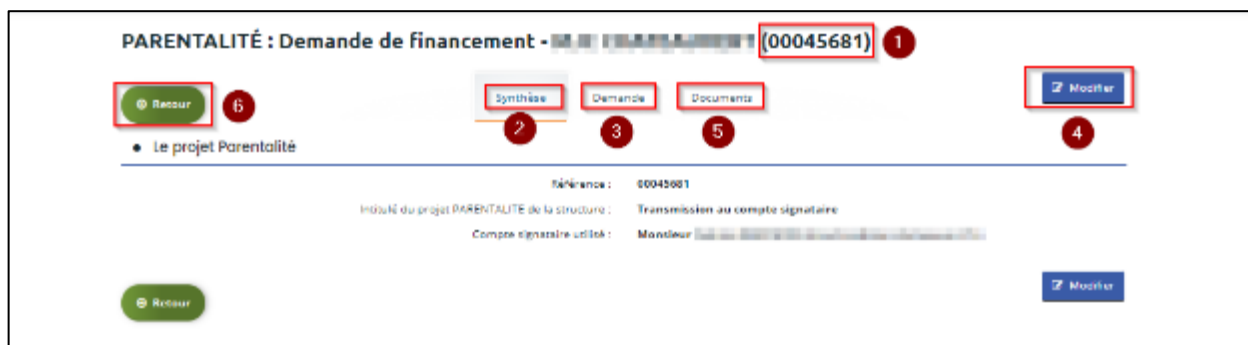 PARENTALITÉ : Demande de financement - (00045681) 1
Retour 6 Synthèse Demande Documents Modifier
2 3 5 4
• Le projet Parentalité
Référence : 00045681
Intitulé du projet PARENTALITE de la structure : Transmission au compte signataire
Compte signataire utilisé : Monsieur
Retour Modifier